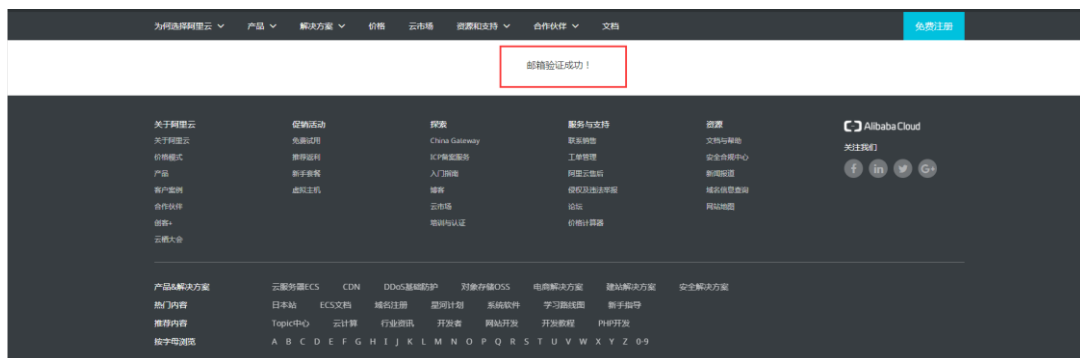 为何选择阿里云 产品 解决方案 价格 云市场 资源和支持 合作伙伴 文档 免费注册
邮箱验证成功！
关于阿里云 促销活动 探索 服务与支持 资源 Alibaba Cloud
关于阿里云 免费试用 China Gateway 联系销售 文档与帮助
关注我们
价格模式 推荐返利 ICP备案服务 工单管理 安全合规中心
产品 新手套餐 入门指南 阿里云售后 新闻报道
客户案例 虚拟主机 博客 侵权及违法举报 域名信息查询
合作伙伴 云市场 论坛 网站地图
创客+ 培训与认证 价格计算器
云栖大会
产品&解决方案 云服务器ECS CDN DDoS基础防护 对象存储OSS 电商解决方案 建站解决方案 安全解决方案
热门内容 日本站 ECS文档 域名注册 星河计划 系统软件 学习路线图 新手指导
推荐内容 Topic中心 云计算 行业资讯 开发者 网站开发 开发教程 PHP开发
按字母浏览 A B C D E F G H I J K L M N O P Q R S T U V W X Y Z 0-9